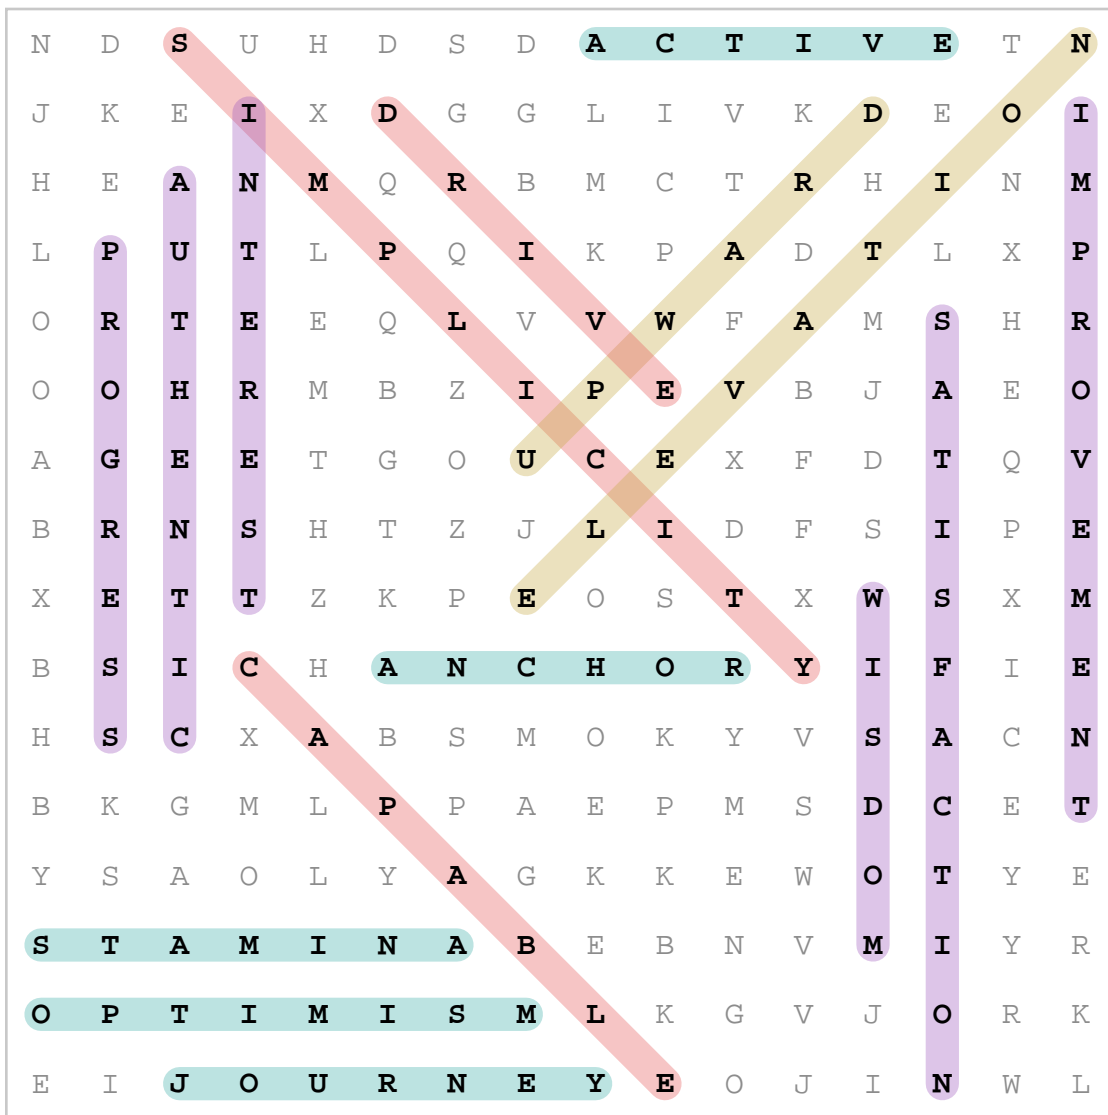 N D S U H D S D A C T I V E T N
J K E I X D G G L I V K D E O I
H E A N M Q R B M C T R H I N M
L P U T L P Q I K P A D T L X P
O R T E E Q L V V W F A M S H R
O O H R M B Z I P E V B J A E O
A G E E T G O U C E X F D T Q V
B R N S H T Z J L I D F S I P E
X E T T Z K P E O S T X W S X M
B S I C H A N C H O R Y I F I E
H S C X A B S M O K Y V S A C N
B K G M L P P A E P M S D C E T
Y S A O L Y A G K K E W O T Y E
S T A M I N A B E B N V M I Y R
O P T I M I S M L K G V J O R K
E I J O U R N E Y E O J I N W L